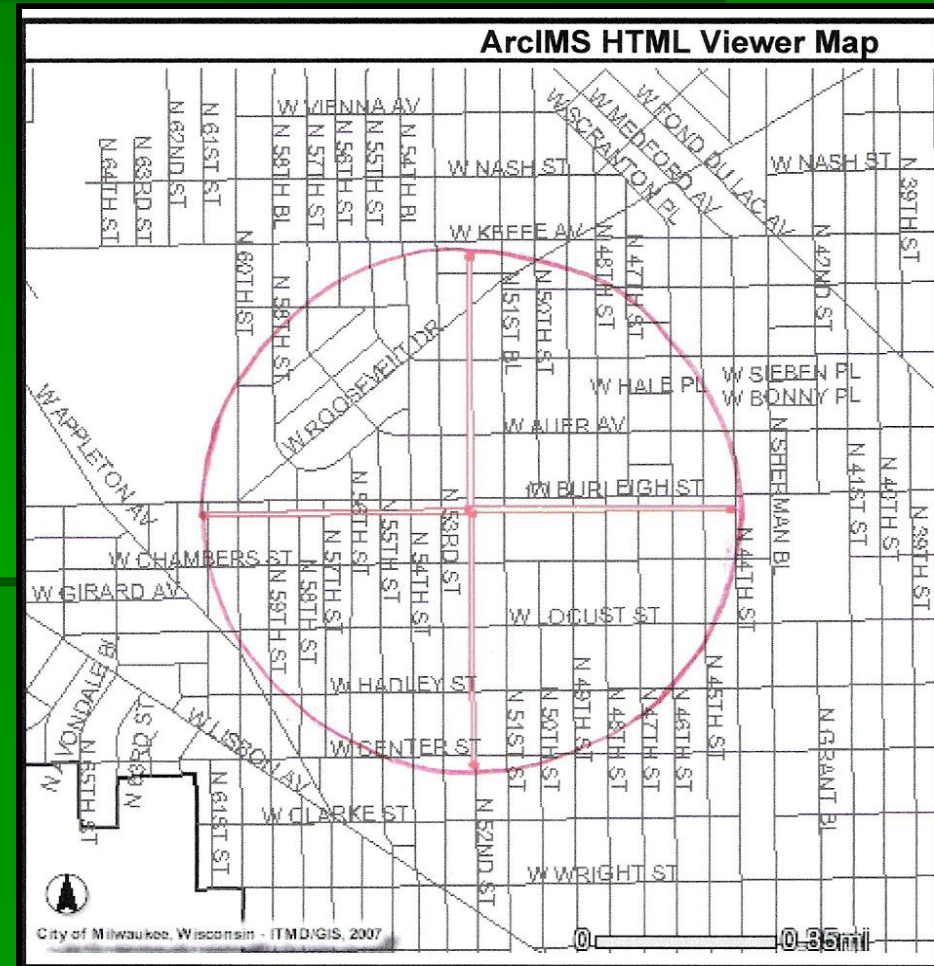 ArcIMS HTML Viewer Map
W VIENNA AV
W NASH ST
W NASH ST
W SCRANTON PL
W MEDFORD AV
W FOND DU LAC AV
N 64TH ST
N 63RD ST
N 62ND ST
N 61ST ST
N 58TH BL
N 57TH ST
N 56TH ST
N 55TH ST
N 54TH BL
N 39TH ST
W KEEFE AV
N 60TH ST
N 58TH ST
N 51ST BL
N 50TH ST
N 48TH ST
N 47TH ST
N 42ND ST
W ROOSEVELT DR
W HALE PL
W SIEBEN PL
W BONNY PL
W AUER AV
W APPLETON AV
W BURLEIGH ST
N SHERMAN BL
N 41ST ST
N 40TH ST
N 39TH ST
N 56TH ST
N 55TH ST
N 54TH ST
N 53RD ST
W CHAMBERS ST
W GIRARD AV
N 59TH ST
N 58TH ST
N 57TH ST
N 44TH ST
W LOCUST ST
W HADLEY ST
N AVONDALE BL
N 65TH ST
N 63RD ST
W LISBON AV
W CENTER ST
N 51ST ST
N 50TH ST
N 49TH ST
N 48TH ST
N 47TH ST
N 46TH ST
N 45TH ST
N GRANT BL
N 61ST ST
W CLARKE ST
N 52ND ST
W WRIGHT ST
City of Milwaukee, Wisconsin - ITMD/GIS, 2007
0 0.35mi